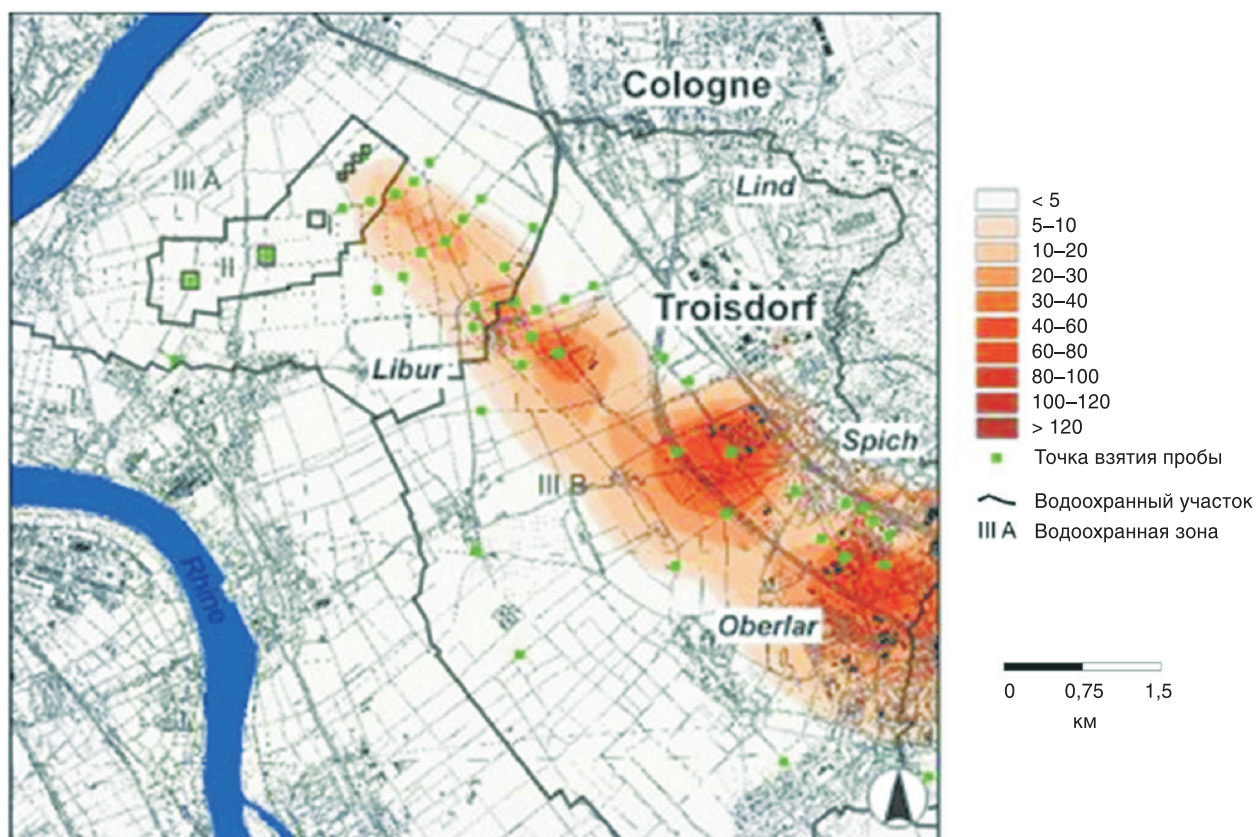 Cologne
Lind
III A
I
II
Troisdorf
Libur
Spich
III B
Rhine
Oberlar
< 5
5–10
10–20
20–30
30–40
40–60
60–80
80–100
100–120
> 120
Точка взятия пробы
Водоохранный участок
III A Водоохранная зона
0 0,75 1,5
км